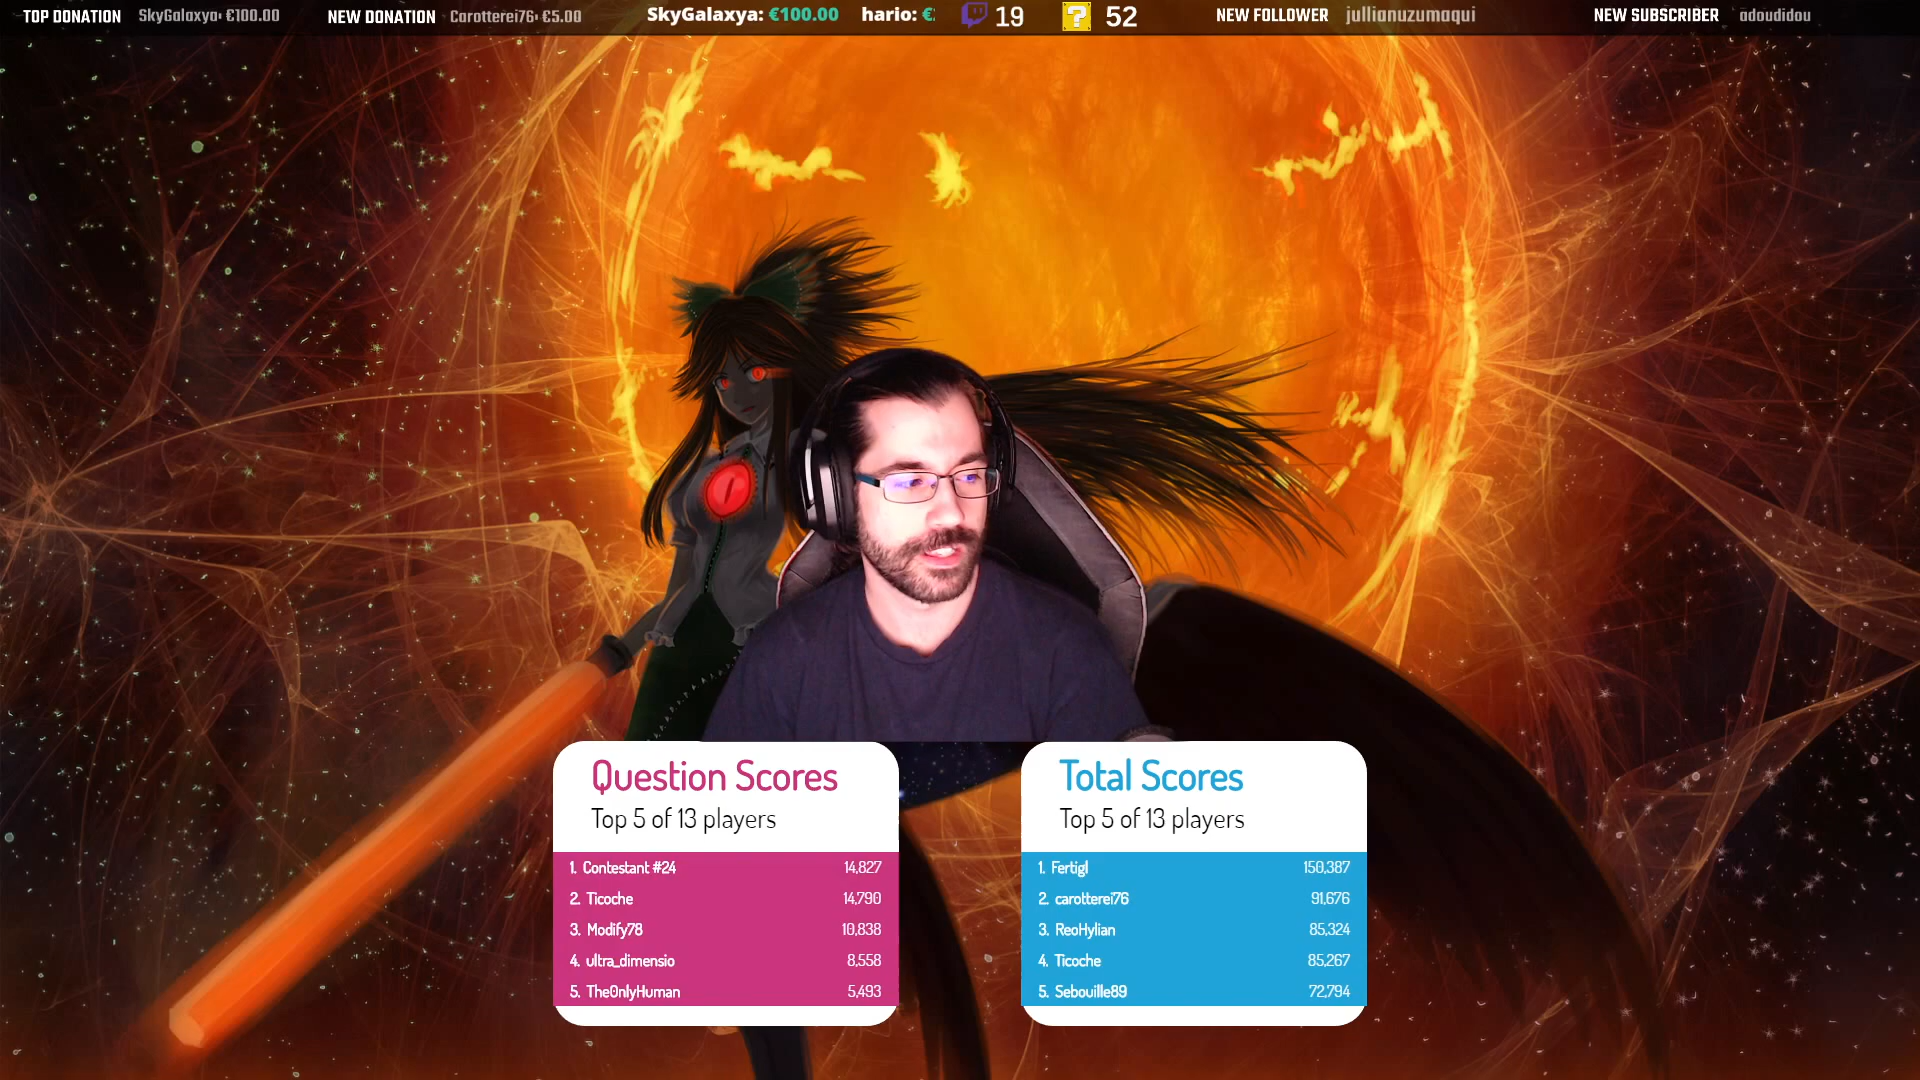 TOP DONATION SkyGalaxya: €100.00 NEW DONATION Carotterei76: €5.00 SkyGalaxya: €100.00 hario: € 19 52 NEW FOLLOWER jullianuzumaqui NEW SUBSCRIBER adoudidou
Question Scores
Top 5 of 13 players
1. Contestant #24 14,827
2. Ticoche 14,790
3. Modify78 10,838
4. ultra_dimensio 8,558
5. The0nlyHuman 5,493
Total Scores
Top 5 of 13 players
1. Fertigl 150,387
2. carotterei76 91,676
3. ReoHylian 85,324
4. Ticoche 85,267
5. Sebouille89 72,794